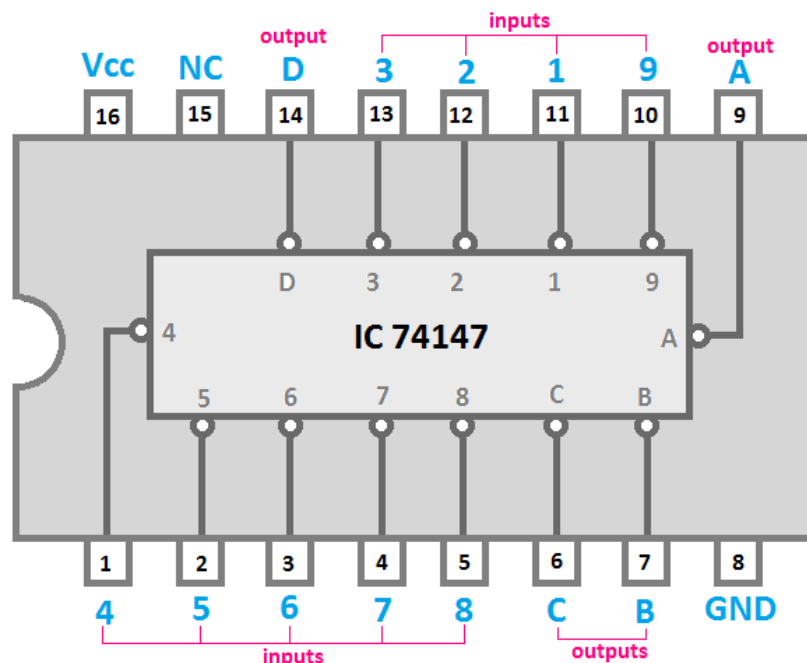 output inputs output
Vcc NC D 3 2 1 9 A
16 15 14 13 12 11 10 9
D 3 2 1 9
4 IC 74147 A
5 6 7 8 C B
1 2 3 4 5 6 7 8
4 5 6 7 8 C B GND
inputs outputs